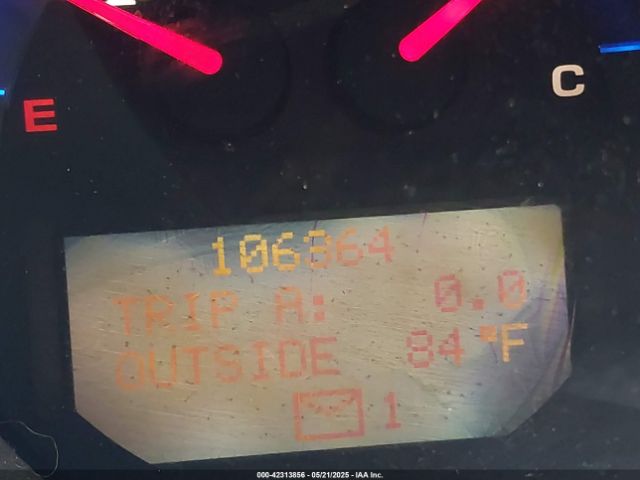 E
C
106364
TRIP A: 0.0
OUTSIDE 84°F
1
000-42313856 - 05/21/2025 - IAA Inc.